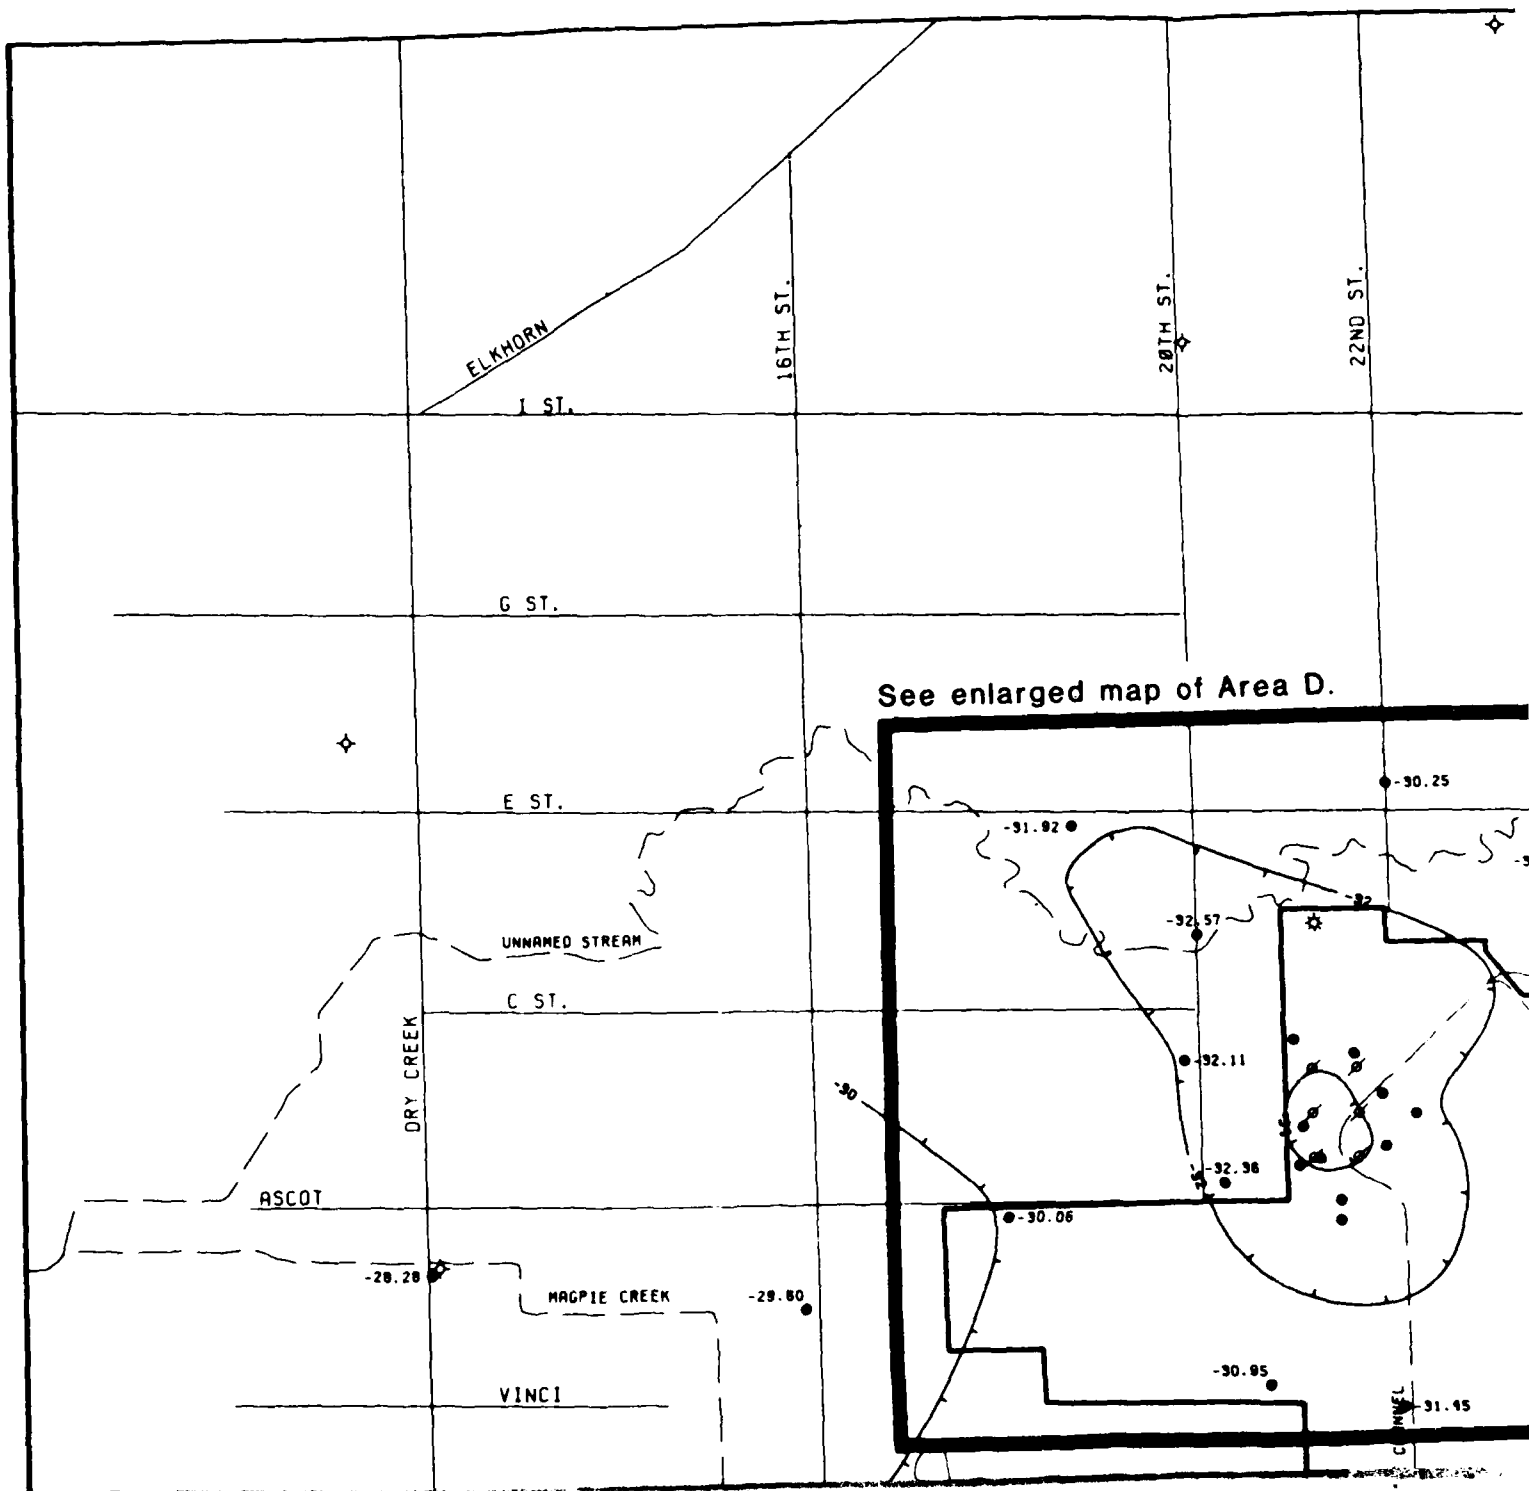 ELKHORN
16TH ST.
20TH ST.
22ND ST.
I ST.
G ST.
See enlarged map of Area D.
E ST.
-30.25
-31.92
-32
-32.57
UNNAMED STREAM
C ST.
DRY CREEK
-32.11
-30
-32.36
ASCOT
-30.06
-28.28
MAGPIE CREEK
-29.60
-30.95
VINCI
-31.45